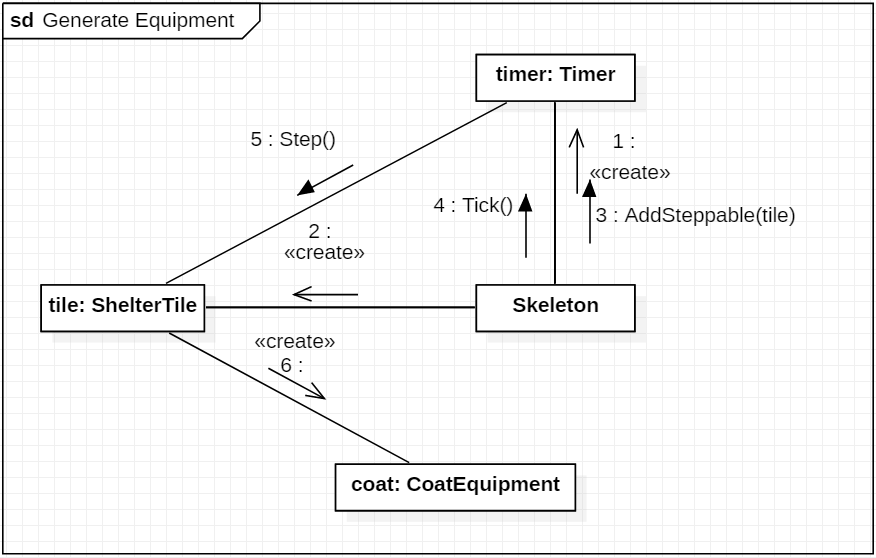 sd Generate Equipment
timer: Timer
5 : Step()
1 :
«create»
4 : Tick()
3 : AddSteppable(tile)
2 :
«create»
tile: ShelterTile
Skeleton
«create»
6 :
coat: CoatEquipment